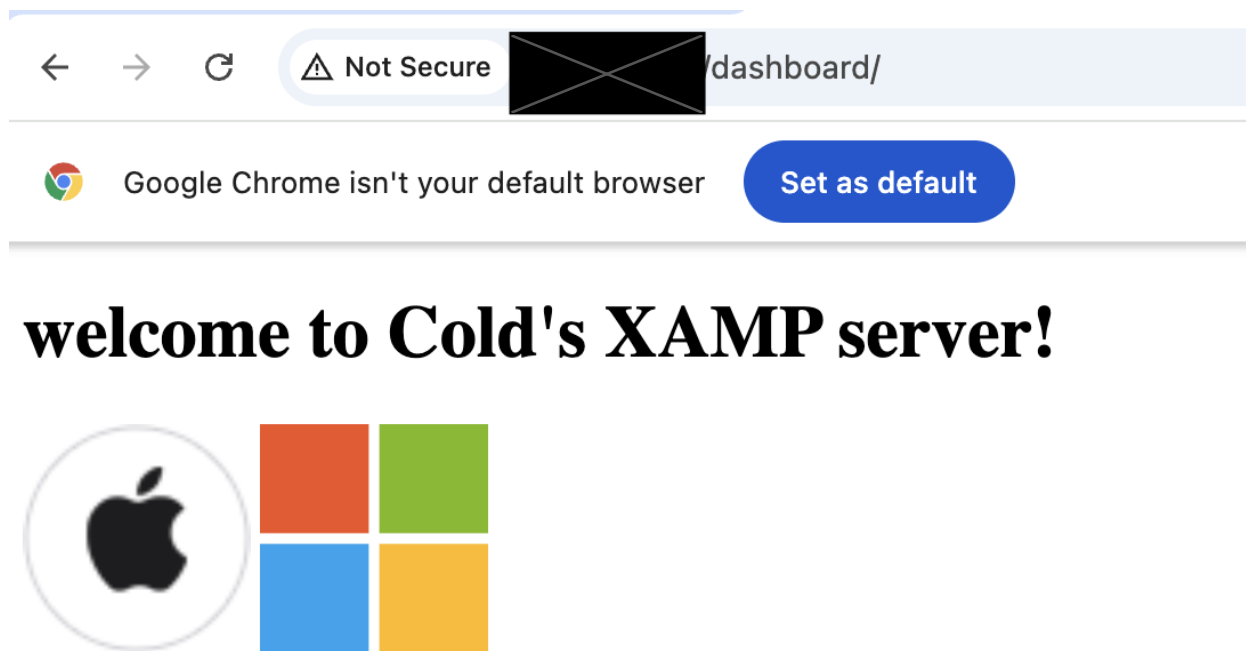 Not Secure /dashboard/
Google Chrome isn't your default browser Set as default
welcome to Cold's XAMP server!